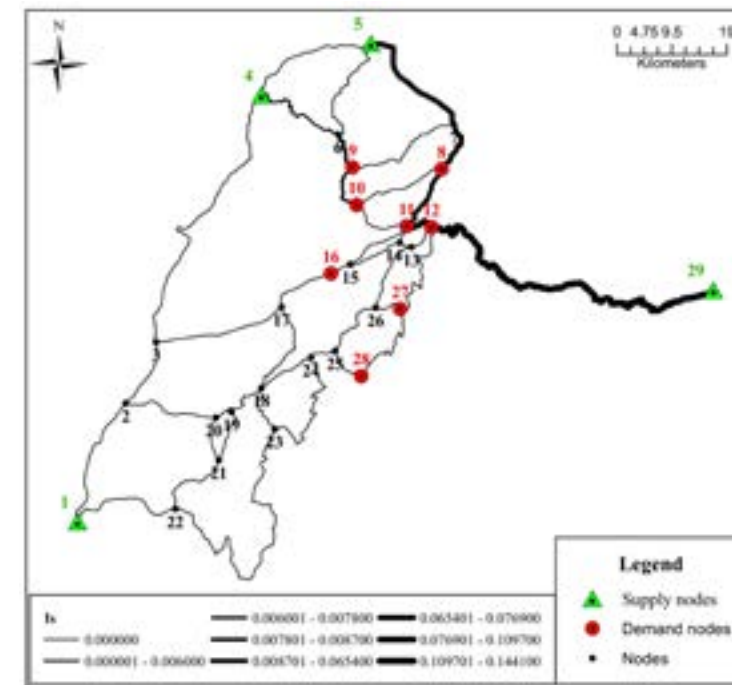 N
5
0 4.75 9.5 19
Kilometers
4
6
9
8
10
11 12
14
13
16
15
29
27
17
26
3
25
24
28
18
2
20
19
23
21
1
22
Legend
Supply nodes
Demand nodes
Nodes
Is
0.000000
0.000001 - 0.006000
0.006001 - 0.007800
0.007801 - 0.008700
0.008701 - 0.065400
0.065401 - 0.076900
0.076901 - 0.109700
0.109701 - 0.144100